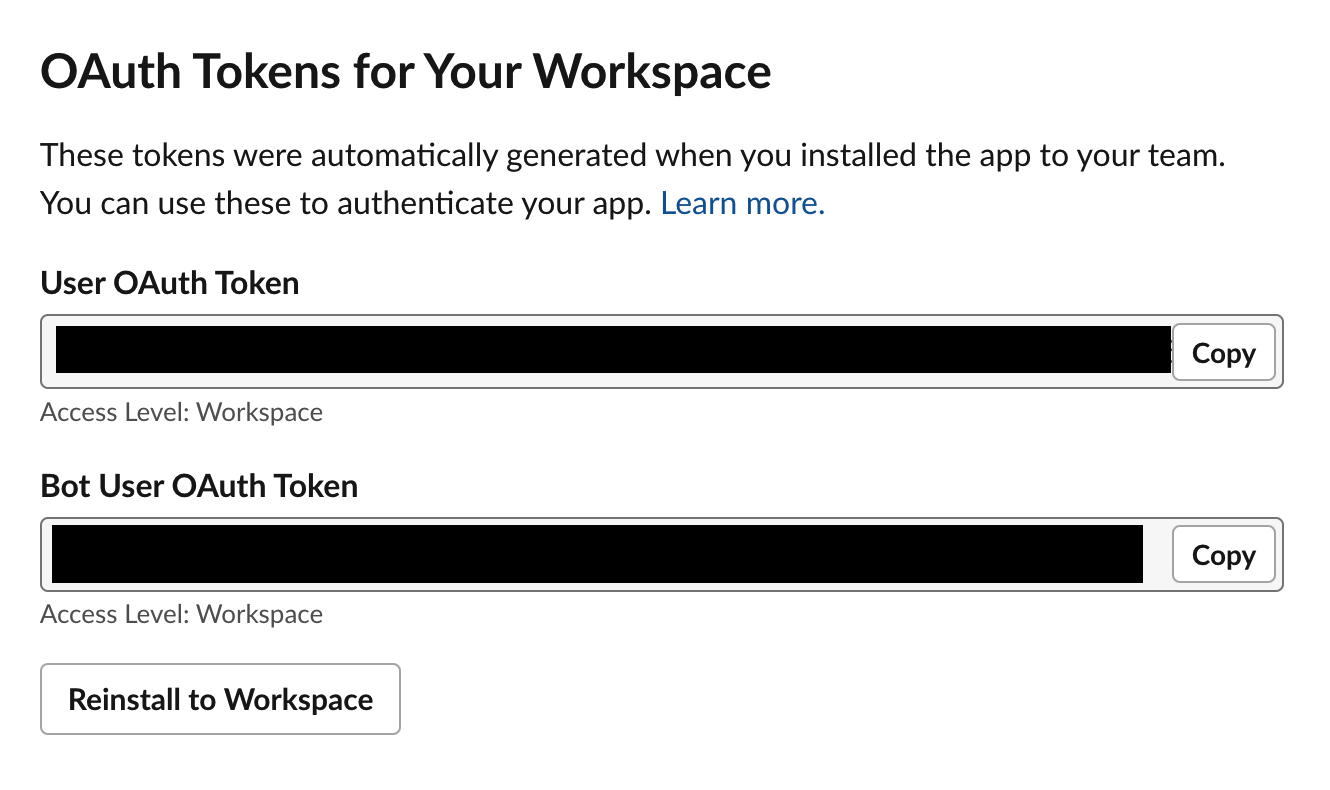 OAuth Tokens for Your Workspace
These tokens were automatically generated when you installed the app to your team.
You can use these to authenticate your app. Learn more.
User OAuth Token
Copy
Access Level: Workspace
Bot User OAuth Token
Copy
Access Level: Workspace
Reinstall to Workspace